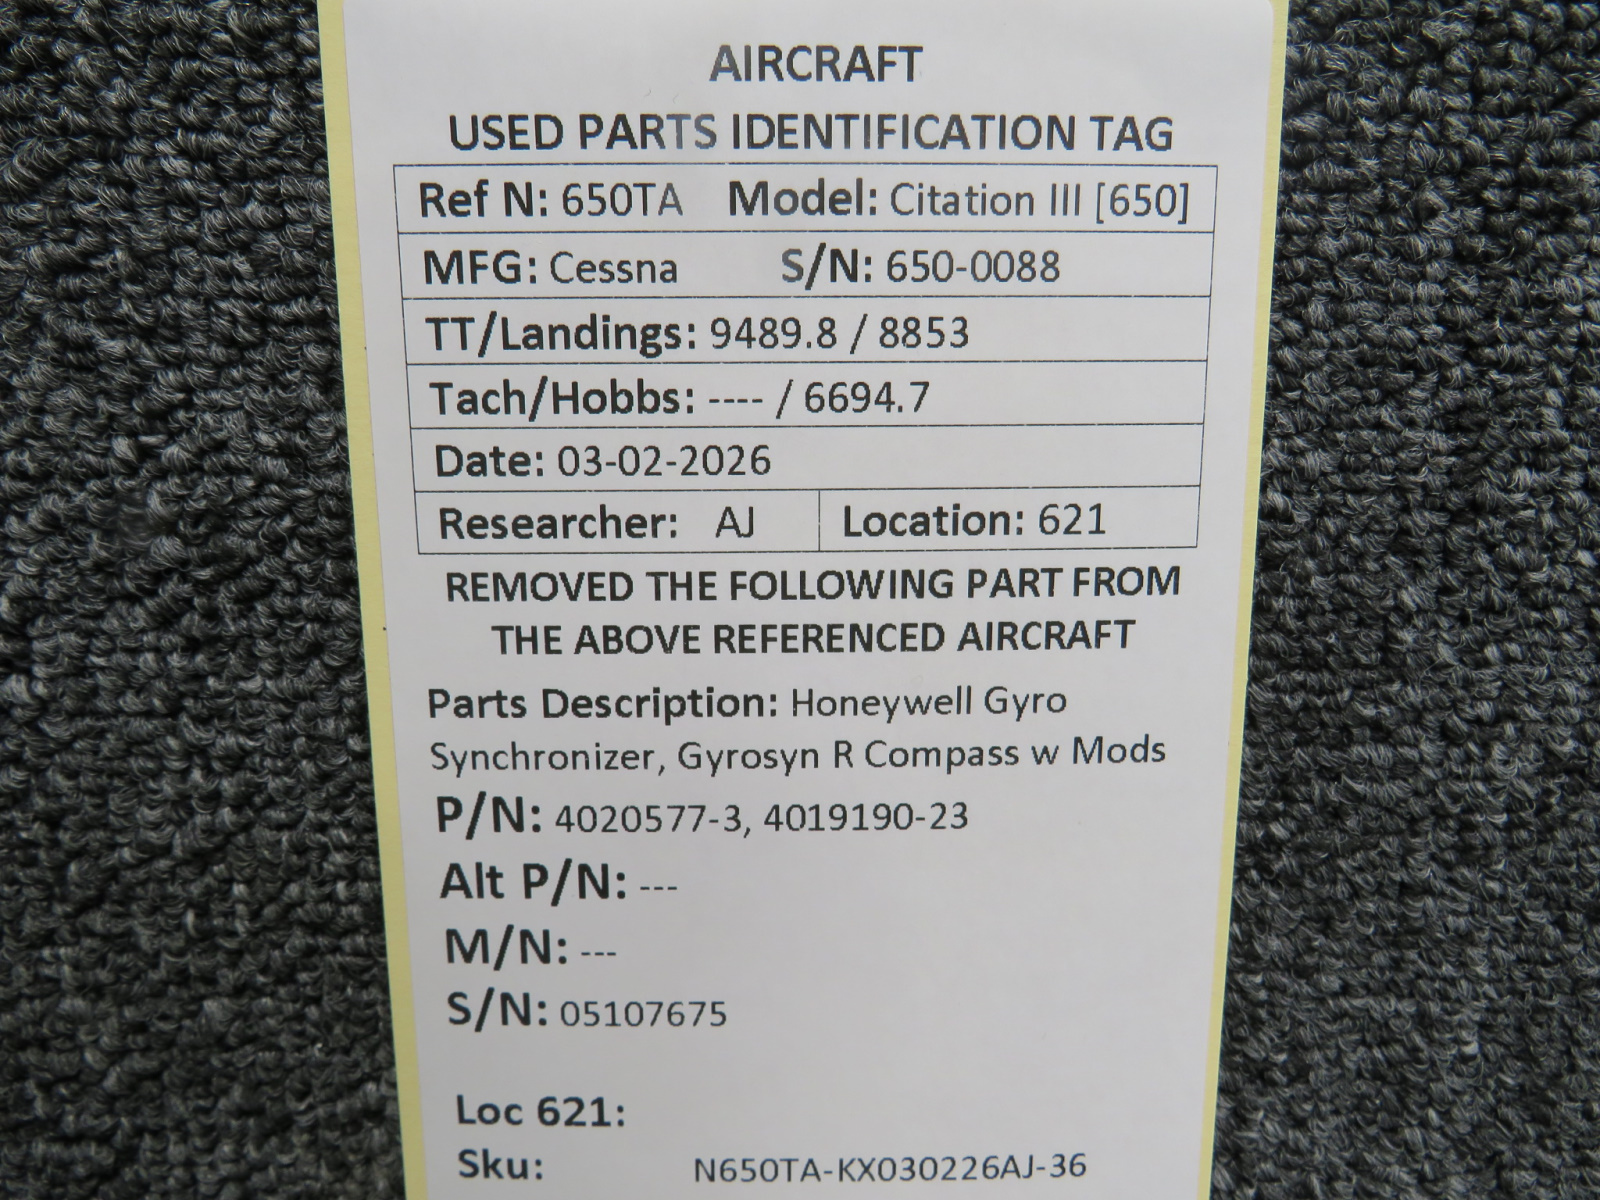 AIRCRAFT
USED PARTS IDENTIFICATION TAG
Ref N: 650TA Model: Citation III [650]
MFG: Cessna S/N: 650-0088
TT/Landings: 9489.8 / 8853
Tach/Hobbs: ---- / 6694.7
Date: 03-02-2026
Researcher: AJ Location: 621
REMOVED THE FOLLOWING PART FROM
THE ABOVE REFERENCED AIRCRAFT
Parts Description: Honeywell Gyro
Synchronizer, Gyrosyn R Compass w Mods
P/N: 4020577-3, 4019190-23
Alt P/N: ---
M/N: ---
S/N: 05107675
Loc 621:
Sku: N650TA-KX030226AJ-36